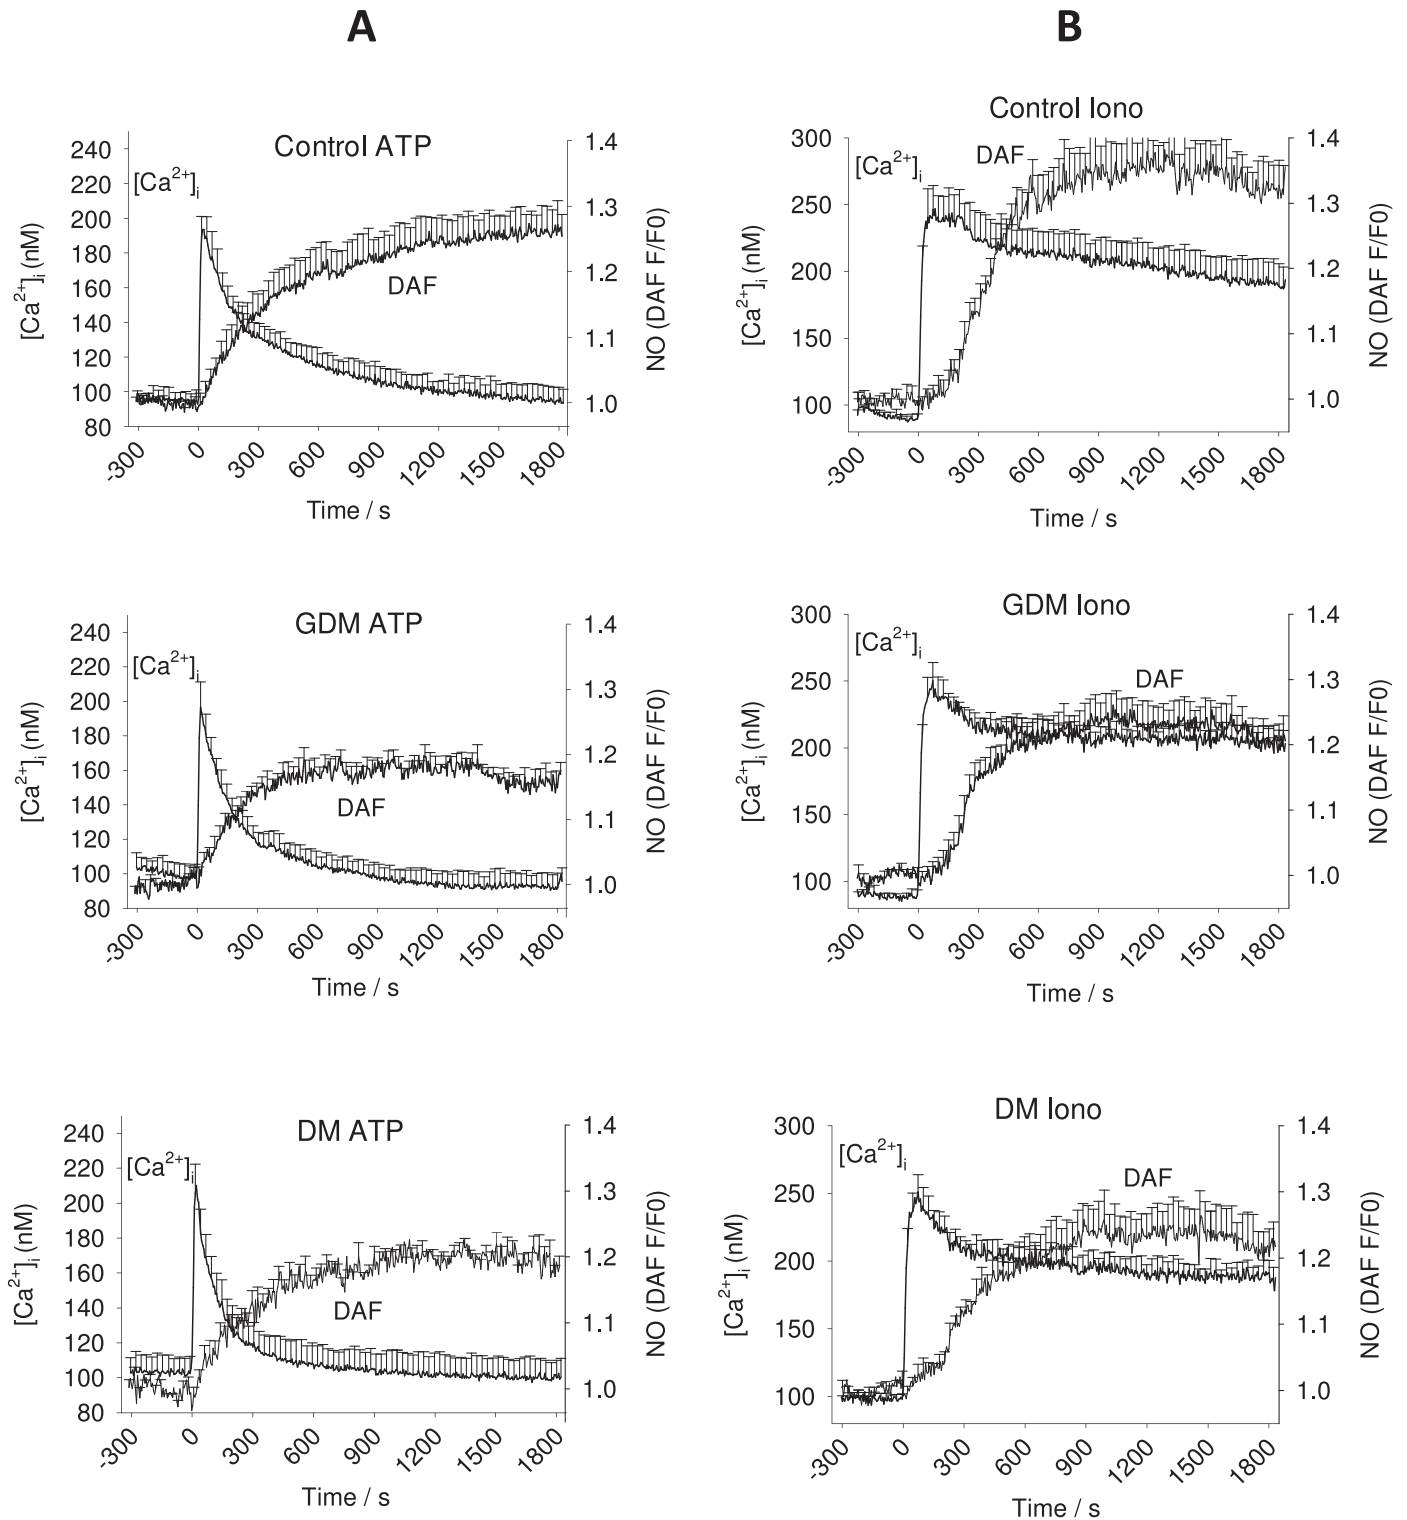 A
B
Control ATP
[Ca2+]i
DAF
[Ca2+]i (nM)
240
220
200
180
160
140
120
100
80
1.4
1.3
1.2
1.1
1.0
NO (DAF F/F0)
-300 0 300 600 900 1200 1500 1800
Time / s
Control Iono
[Ca2+]i
DAF
[Ca2+]i (nM)
300
250
200
150
100
1.4
1.3
1.2
1.1
1.0
NO (DAF F/F0)
-300 0 300 600 900 1200 1500 1800
Time / s
GDM ATP
[Ca2+]i
DAF
[Ca2+]i (nM)
240
220
200
180
160
140
120
100
80
1.4
1.3
1.2
1.1
1.0
NO (DAF F/F0)
-300 0 300 600 900 1200 1500 1800
Time / s
GDM Iono
[Ca2+]i
DAF
[Ca2+]i (nM)
300
250
200
150
100
1.4
1.3
1.2
1.1
1.0
NO (DAF F/F0)
-300 0 300 600 900 1200 1500 1800
Time / s
DM ATP
[Ca2+]i
DAF
[Ca2+]i (nM)
240
220
200
180
160
140
120
100
80
1.4
1.3
1.2
1.1
1.0
NO (DAF F/F0)
-300 0 300 600 900 1200 1500 1800
Time / s
DM Iono
[Ca2+]i
DAF
[Ca2+]i (nM)
300
250
200
150
100
1.4
1.3
1.2
1.1
1.0
NO (DAF F/F0)
-300 0 300 600 900 1200 1500 1800
Time / s